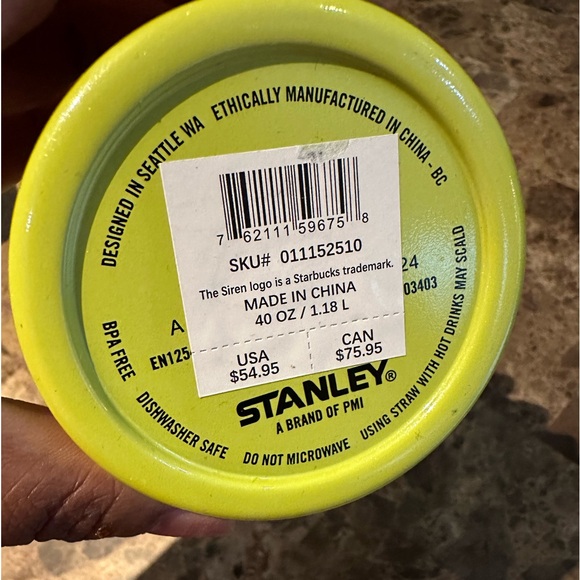 DESIGNED IN SEATTLE WA
ETHICALLY MANUFACTURED IN CHINA - BC
7 62111 59675 8
SKU# 011152510
The Siren logo is a Starbucks trademark.
MADE IN CHINA
40 OZ / 1.18 L
USA
$54.95
CAN
$75.95
24
03403
A
EN125
BPA FREE
STANLEY®
A BRAND OF PMI
DISHWASHER SAFE
DO NOT MICROWAVE
USING STRAW WITH HOT DRINKS MAY SCALD